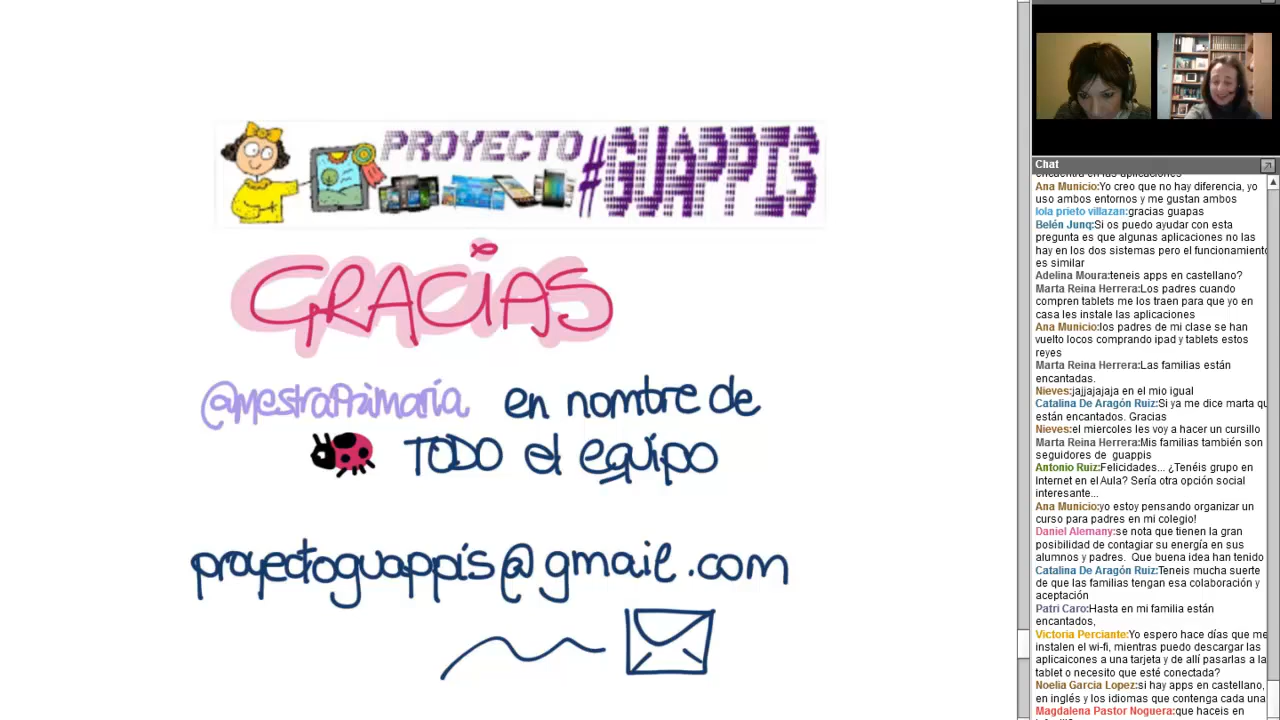 PROYECTO #GUAPPIS
GRACIAS
@mestraPrimaria en nombre de
TODO el equipo
proyectoguappis@gmail.com
Chat
encuentra en las aplicaciones
Ana Municio:Yo creo que no hay diferencia, yo
uso ambos entornos y me gustan ambos
lola prieto villazan:gracias guapas
Belén Junq:Si os puedo ayudar con esta
pregunta es que algunas aplicaciones no las
hay en los dos sistemas pero el funcionamiento
es similar
Adelina Moura:teneis apps en castellano?
Marta Reina Herrera:Los padres cuando
compren tablets me los traen para que yo en
casa les instale las aplicaciones
Ana Municio:los padres de mi clase se han
vuelto locos comprando ipad y tablets estos
reyes
Marta Reina Herrera:Las familias están
encantadas.
Nieves:jajjajajaja en el mio igual
Catalina De Aragón Ruiz:Si ya me dice marta qu
están encantados. Gracias
Nieves:el miercoles les voy a hacer un cursillo
Marta Reina Herrera:Mis familias también son
seguidores de guappis
Antonio Ruiz:Felicidades... ¿Tenéis grupo en
Internet en el Aula? Sería otra opción social
interesante...
Ana Municio:yo estoy pensando organizar un
curso para padres en mi colegio!
Daniel Alemany:se nota que tienen la gran
posibilidad de contagiar su energía en sus
alumnos y padres. Que buena idea han tenido
Catalina De Aragón Ruiz:Teneis mucha suerte
de que las familias tengan esa colaboración y
aceptación
Patri Caro:Hasta en mi familia están
encantados,
Victoria Perciante:Yo espero hace días que me
instalen el wi-fi, mientras puedo descargar las
aplicaicones a una tarjeta y de allí pasarlas a la
tablet o necesito que esté conectada?
Noelia Garcia Lopez:si hay apps en castellano,
en inglés y los idiomas que contenga cada una
Magdalena Pastor Noguera:que haceis en